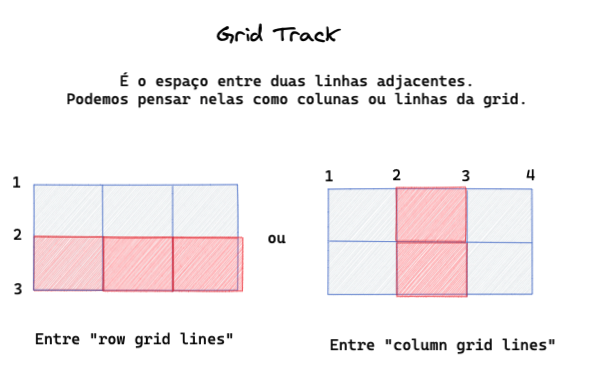 Grid Track
É o espaço entre duas linhas adjacentes.
Podemos pensar nelas como colunas ou linhas da grid.
1
2
3
ou
1 2 3 4
Entre "row grid lines"
Entre "column grid lines"